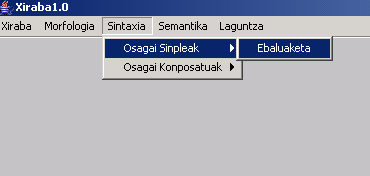 Xiraba1.0
Xiraba Morfologia Sintaxia Semantika Laguntza
Osagai Sinpleak Ebaluaketa
Osagai Konposatuak